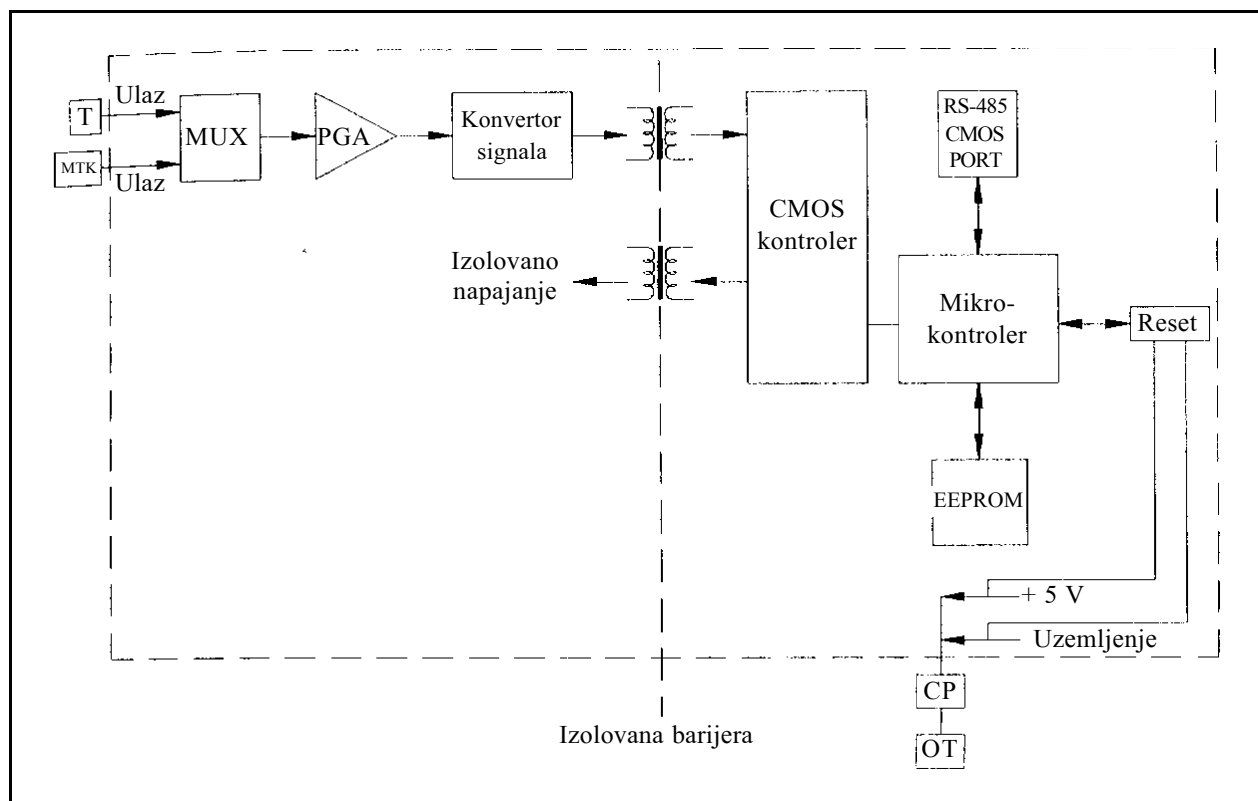 T
Ulaz
MTK
Ulaz
MUX
PGA
Konvertor
signala
Izolovano
napajanje
CMOS
kontroler
RS-485
CMOS
PORT
Mikro-
kontroler
Reset
EEPROM
+ 5 V
Uzemljenje
CP
OT
Izolovana barijera